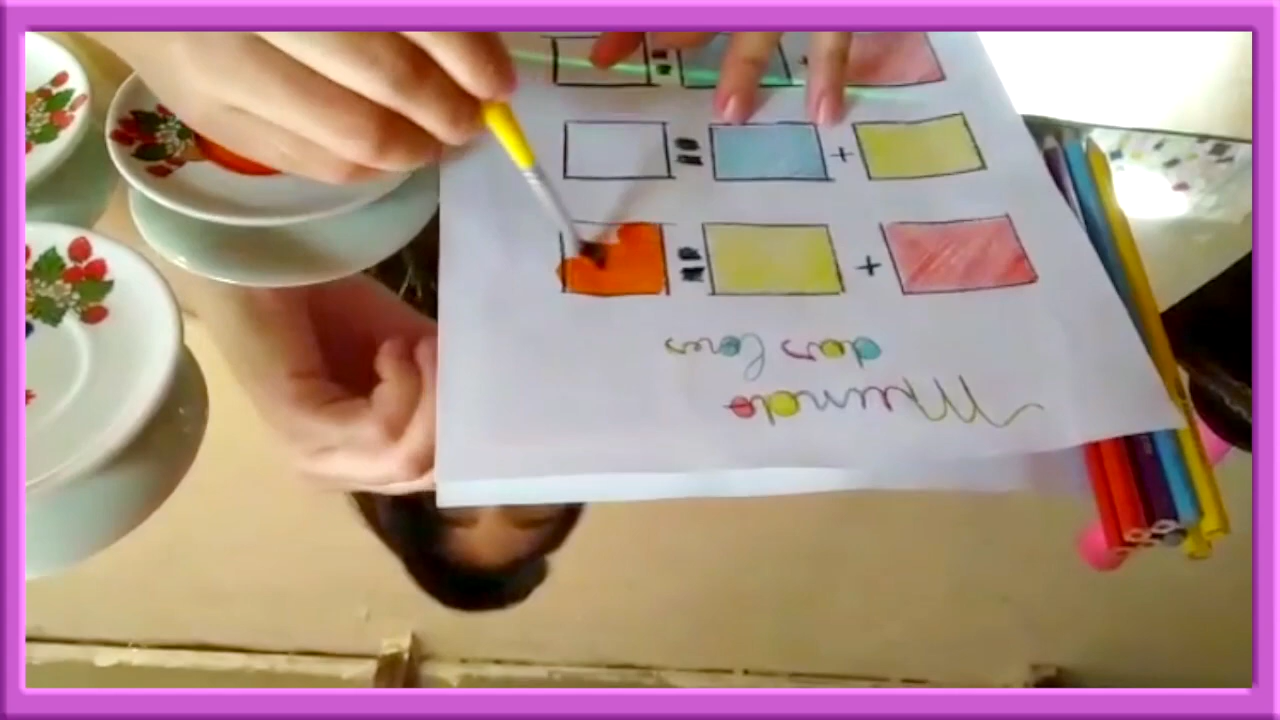 Mundo
das Cores
+ =
+ =
+ =